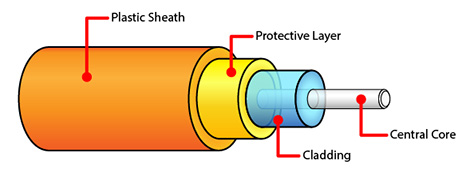 Plastic Sheath
Protective Layer
Central Core
Cladding